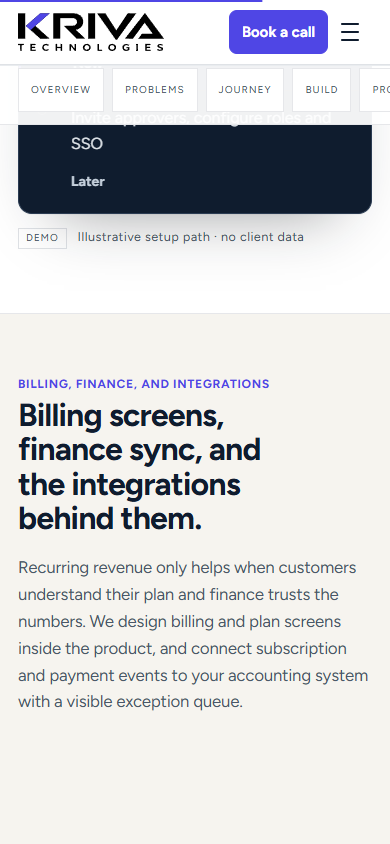 KRIVA
TECHNOLOGIES
Book a call
OVERVIEW
PROBLEMS
JOURNEY
BUILD
Invite approvers, configure roles and
SSO
Later
DEMO
Illustrative setup path · no client data
BILLING, FINANCE, AND INTEGRATIONS
Billing screens,
finance sync, and
the integrations
behind them.
Recurring revenue only helps when customers
understand their plan and finance trusts the
numbers. We design billing and plan screens
inside the product, and connect subscription
and payment events to your accounting system
with a visible exception queue.